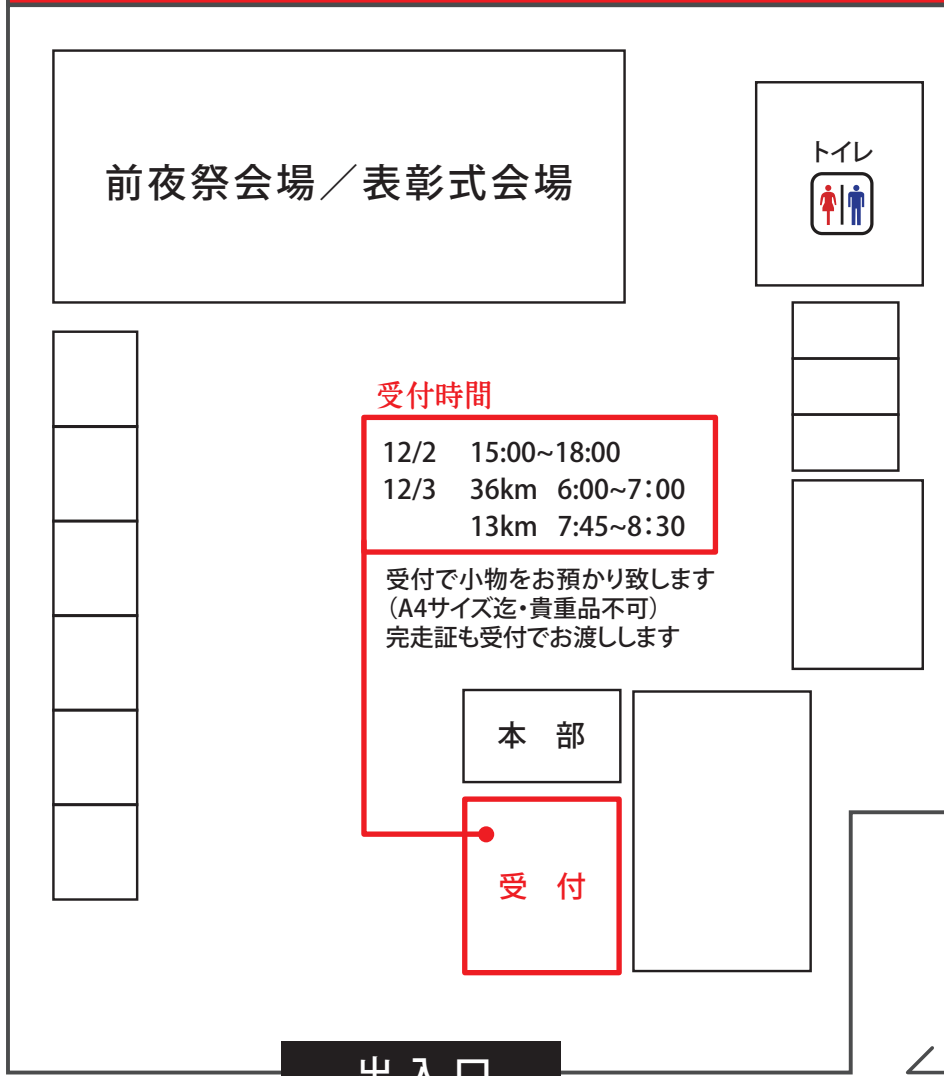 前夜祭会場／表彰式会場
トイレ
受付時間
12/2 15:00~18:00
12/3 36km 6:00~7：00
13km 7:45~8：30
受付で小物をお預かり致します
（A4サイズ迄・貴重品不可）
完走証も受付でお渡しします
本 部
受 付
出入口